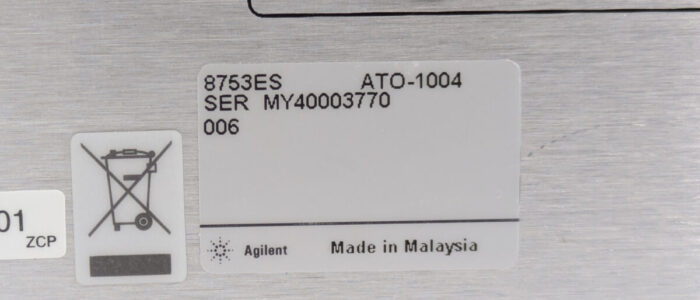 8753ES ATO-1004
SER MY40003770
006
Agilent Made in Malaysia
01
ZCP